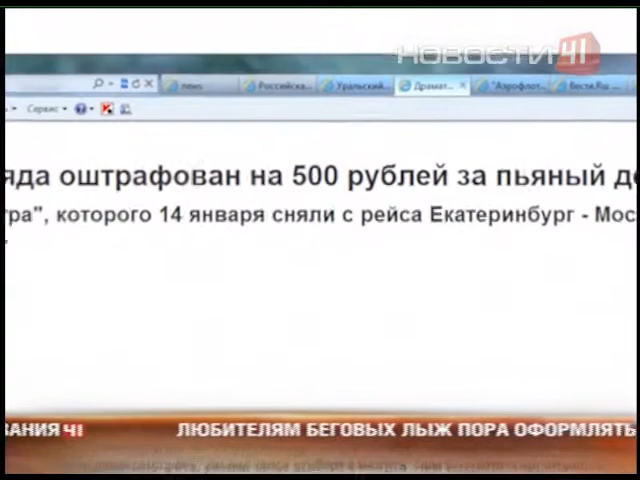 НОВОСТИ 41
news
Российска...
Уральский...
Драмат...
"Аэрофлот...
Вести.Ru ...
Сервис
яда оштрафован на 500 рублей за пьяный де
тра", которого 14 января сняли с рейса Екатеринбург - Мос
ВАНИЯ 41 ЛЮБИТЕЛЯМ БЕГОВЫХ ЛЫЖ ПОРА ОФОРМЛЯТЬ